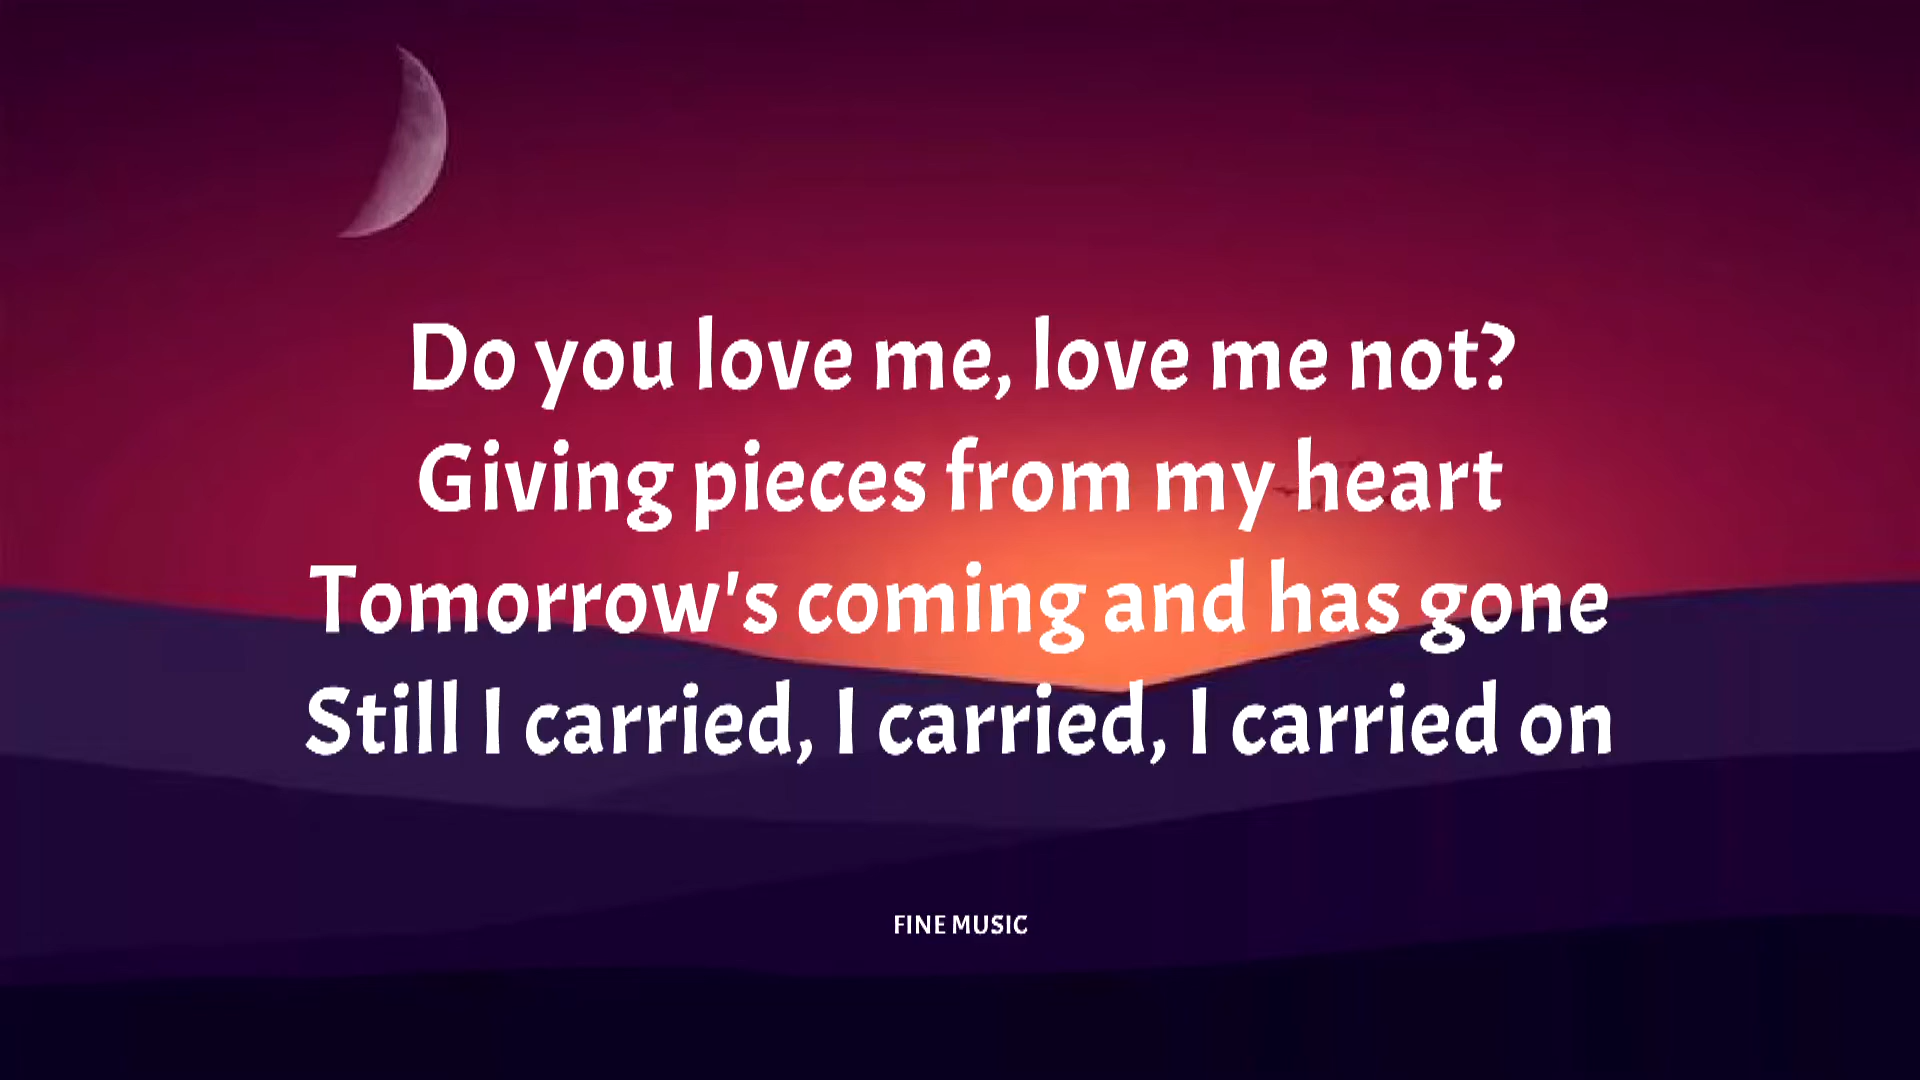 Do you love me, love me not?
Giving pieces from my heart
Tomorrow's coming and has gone
Still I carried, I carried, I carried on
FINE MUSIC